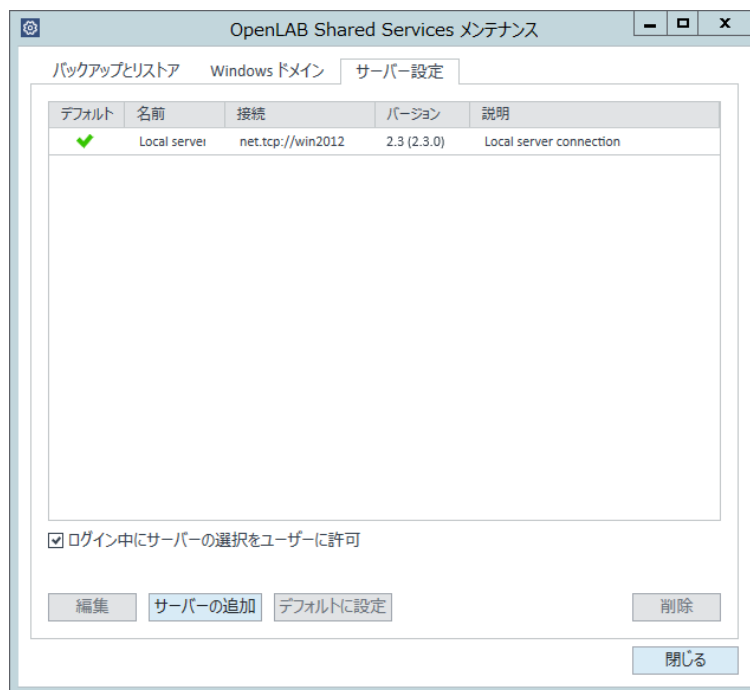 OpenLAB Shared Services メンテナンス
バックアップとリストア Windows ドメイン サーバー設定
デフォルト 名前 接続 バージョン 説明
Local server net.tcp://win2012 2.3 (2.3.0) Local server connection
ログイン中にサーバーの選択をユーザーに許可
編集 サーバーの追加 デフォルトに設定 削除
閉じる